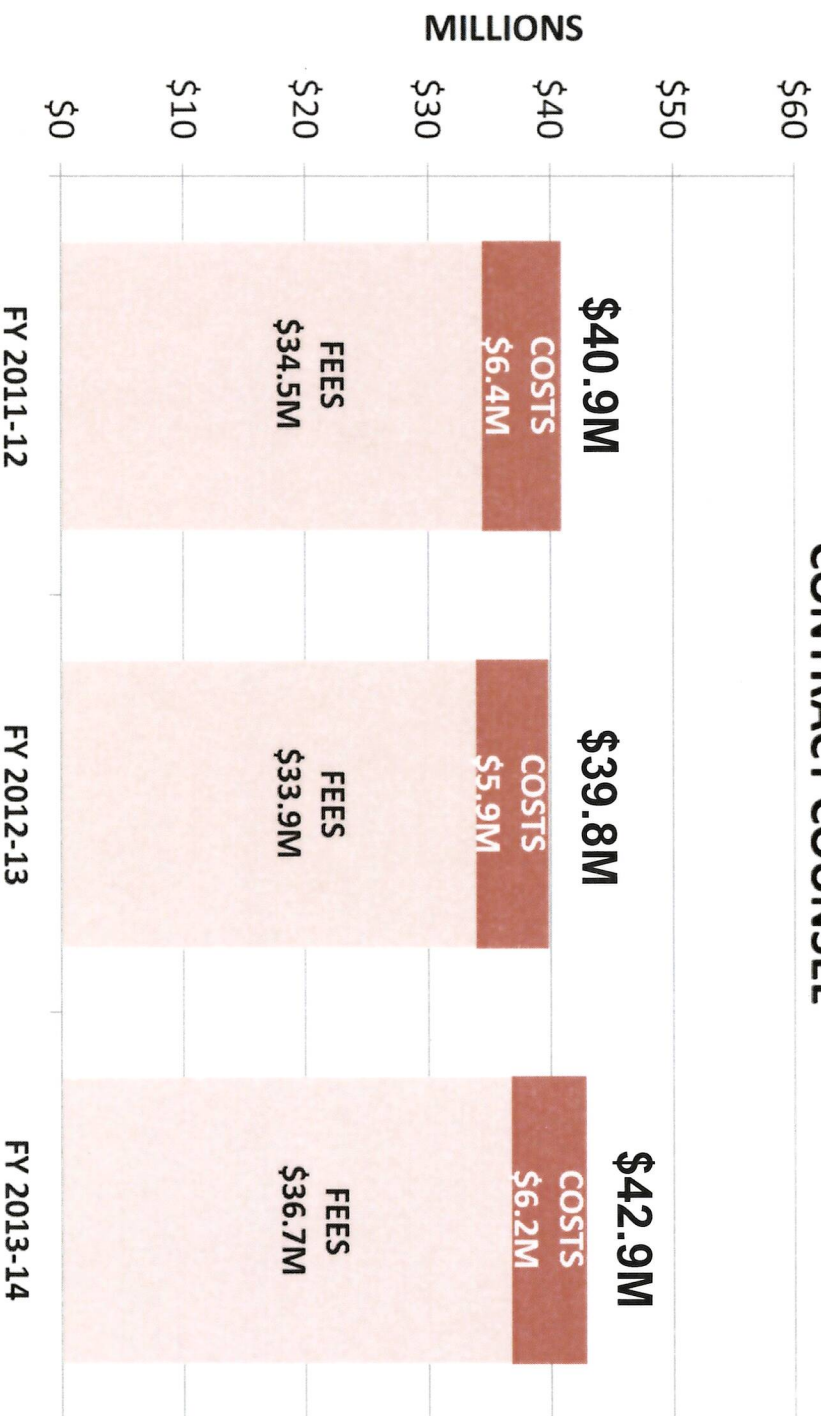 CONTRACT COUNSEL
MILLIONS
$60
$50
$40
$30
$20
$10
$0
$40.9M
COSTS
$6.4M
FEES
$34.5M
FY 2011-12
$39.8M
COSTS
$5.9M
FEES
$33.9M
FY 2012-13
$42.9M
COSTS
$6.2M
FEES
$36.7M
FY 2013-14